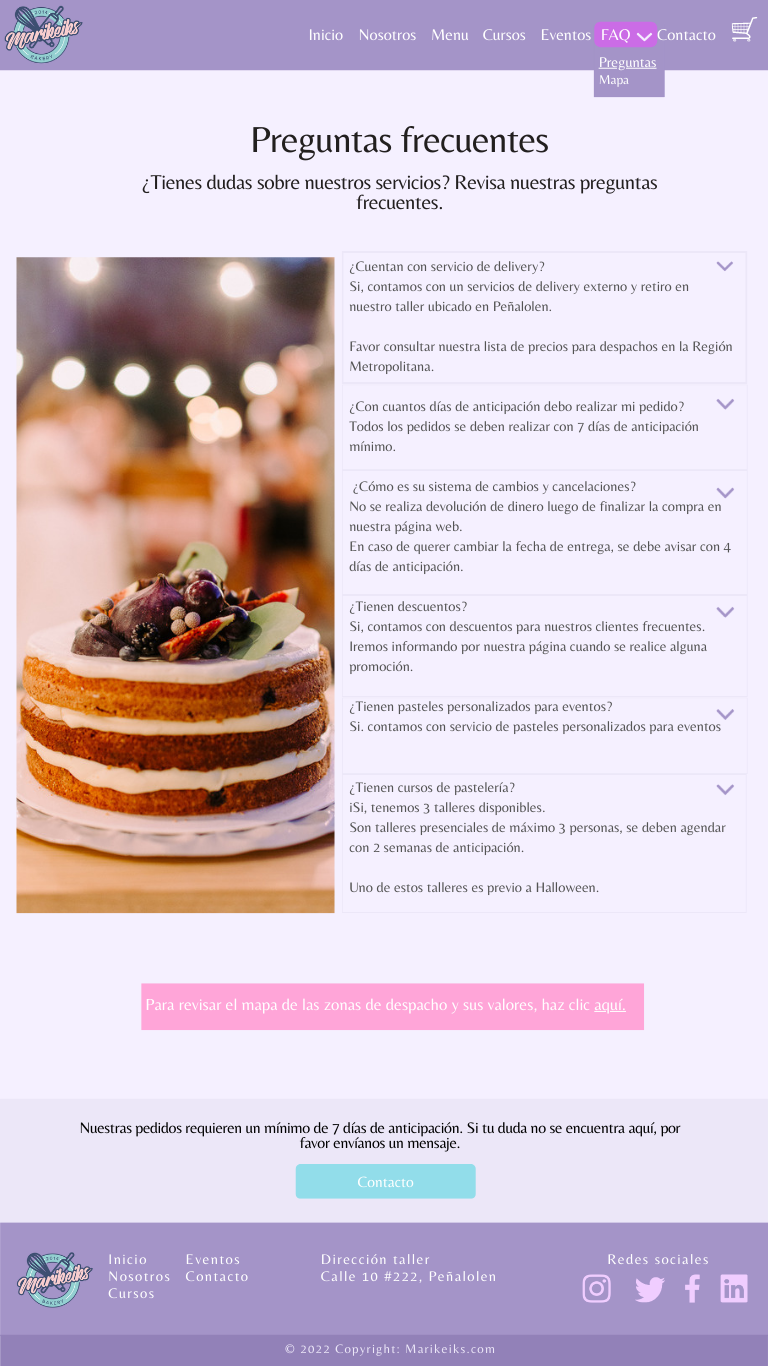 2016
Marikeiks
BAKERY
Inicio Nosotros Menu Cursos Eventos FAQ Contacto
Preguntas
Mapa
Preguntas frecuentes
¿Tienes dudas sobre nuestros servicios? Revisa nuestras preguntas
frecuentes.
¿Cuentan con servicio de delivery?
Si, contamos con un servicios de delivery externo y retiro en
nuestro taller ubicado en Peñalolen.
Favor consultar nuestra lista de precios para despachos en la Región
Metropolitana.
¿Con cuantos días de anticipación debo realizar mi pedido?
Todos los pedidos se deben realizar con 7 días de anticipación
mínimo.
¿Cómo es su sistema de cambios y cancelaciones?
No se realiza devolución de dinero luego de finalizar la compra en
nuestra página web.
En caso de querer cambiar la fecha de entrega, se debe avisar con 4
días de anticipación.
¿Tienen descuentos?
Si, contamos con descuentos para nuestros clientes frecuentes.
Iremos informando por nuestra página cuando se realice alguna
promoción.
¿Tienen pasteles personalizados para eventos?
Si. contamos con servicio de pasteles personalizados para eventos
¿Tienen cursos de pastelería?
iSi, tenemos 3 talleres disponibles.
Son talleres presenciales de máximo 3 personas, se deben agendar
con 2 semanas de anticipación.
Uno de estos talleres es previo a Halloween.
Para revisar el mapa de las zonas de despacho y sus valores, haz clic aquí.
Nuestras pedidos requieren un mínimo de 7 días de anticipación. Si tu duda no se encuentra aquí, por
favor envíanos un mensaje.
Contacto
2016
Marikeiks
BAKERY
Inicio
Nosotros
Cursos
Eventos
Contacto
Dirección taller
Calle 10 #222, Peñalolen
Redes sociales
© 2022 Copyright: Marikeiks.com